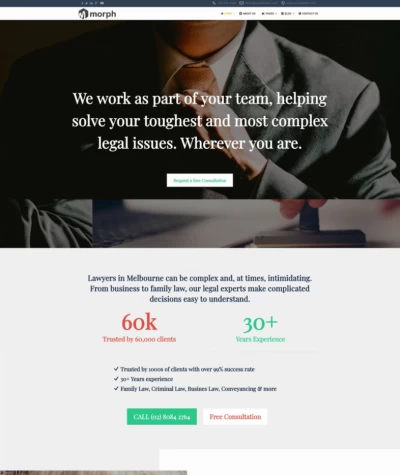 morph
HOME
ABOUT US
PAGES
BLOG
CONTACT US
We work as part of your team, helping
solve your toughest and most complex
legal issues. Wherever you are.
Request a Free Consultation
Lawyers in Melbourne can be complex and, at times, intimidating.
From business to family law, our legal experts make complicated
decisions easy to understand.
60k
30+
Trusted by 60,000 clients
Years Experience
Trusted by 1000s of clients with over 99% success rate
30+ Years experience
Family Law, Criminal Law, Busines Law, Conveyancing & more
CALL (03) 8084 2764
Free Consultation